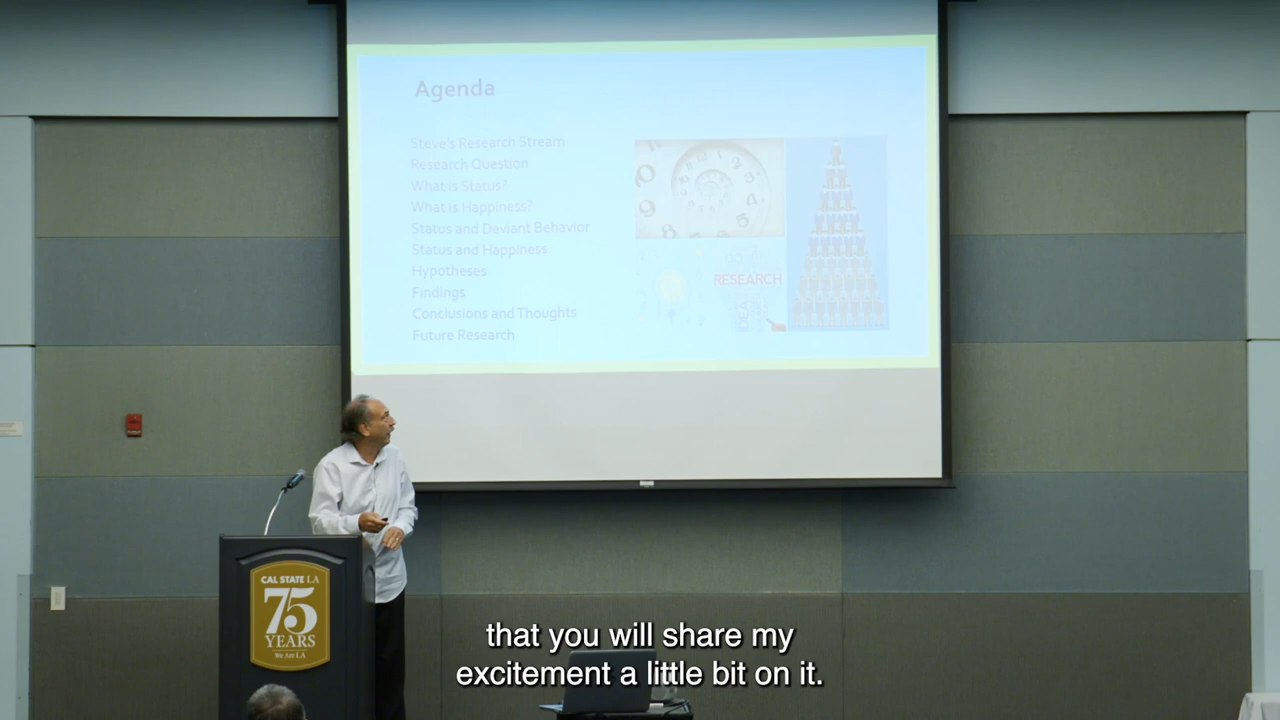 Agenda
Steve's Research Stream
Research Question
What is Status?
What is Happiness?
Status and Deviant Behavior
Status and Happiness
Hypotheses
Findings
Conclusions and Thoughts
Future Research
RESEARCH
CAL STATE LA
75
YEARS
We Are LA
that you will share my
excitement a little bit on it.